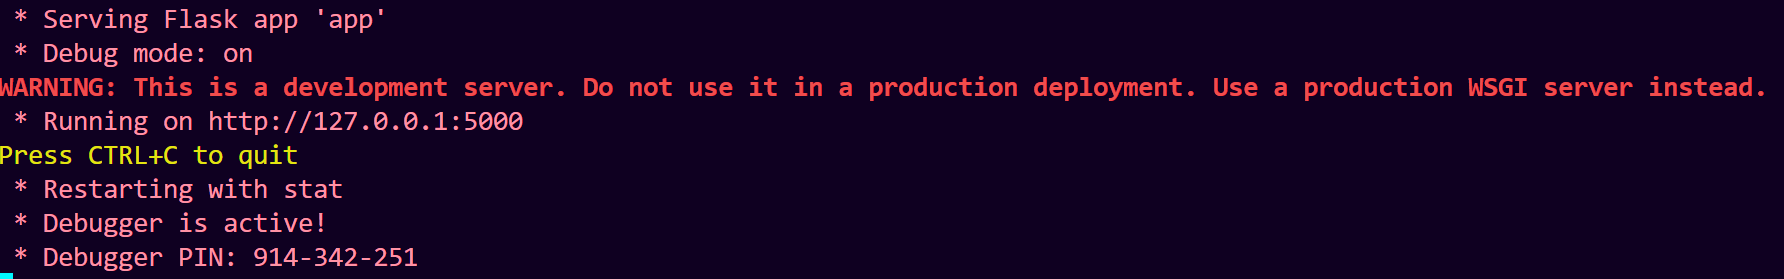 * Serving Flask app 'app'
* Debug mode: on
WARNING: This is a development server. Do not use it in a production deployment. Use a production WSGI server instead.
* Running on http://127.0.0.1:5000
Press CTRL+C to quit
* Restarting with stat
* Debugger is active!
* Debugger PIN: 914-342-251